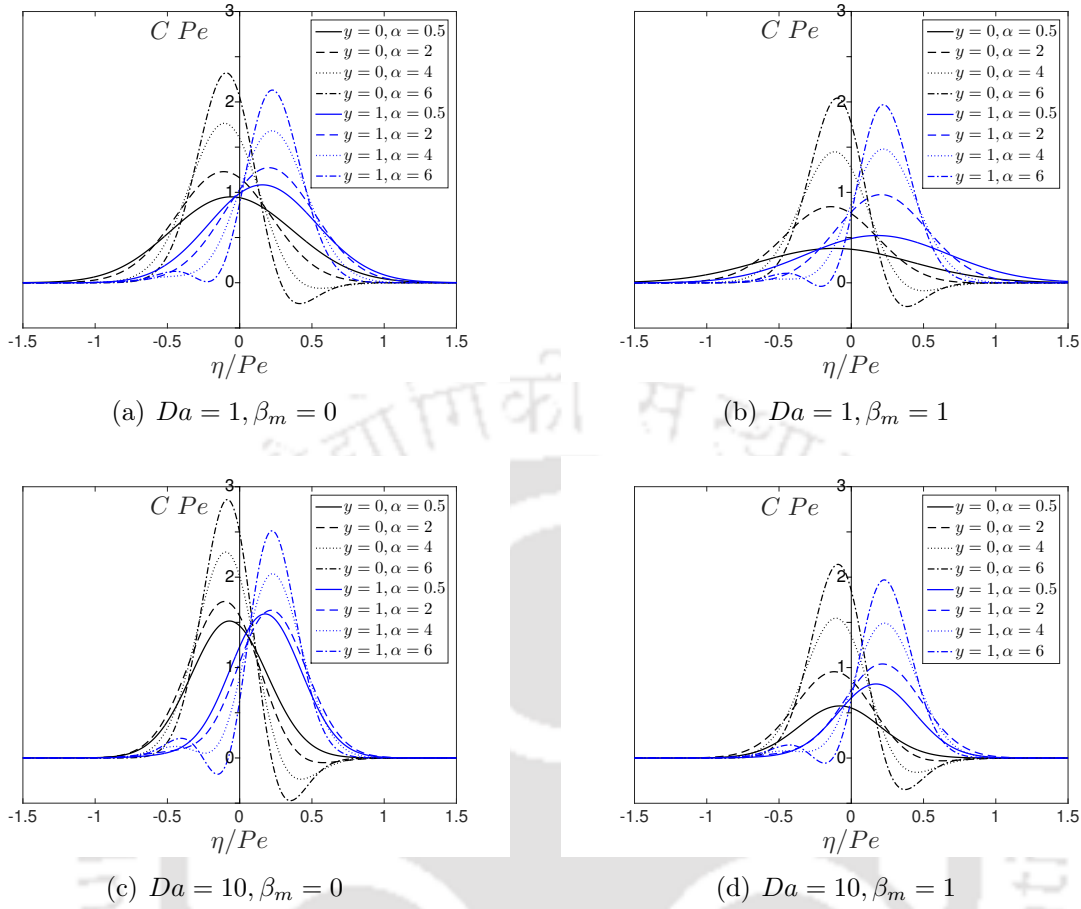 3
C Pe
y = 0, α = 0.5
y = 0, α = 2
y = 0, α = 4
y = 0, α = 6
y = 1, α = 0.5
y = 1, α = 2
y = 1, α = 4
y = 1, α = 6
2
1
0
-1.5 -1 -0.5 0 0.5 1 1.5
η/Pe
(a) Da = 1, βₘ = 0
3
C Pe
y = 0, α = 0.5
y = 0, α = 2
y = 0, α = 4
y = 0, α = 6
y = 1, α = 0.5
y = 1, α = 2
y = 1, α = 4
y = 1, α = 6
2
1
0
-1.5 -1 -0.5 0 0.5 1 1.5
η/Pe
(b) Da = 1, βₘ = 1
3
C Pe
y = 0, α = 0.5
y = 0, α = 2
y = 0, α = 4
y = 0, α = 6
y = 1, α = 0.5
y = 1, α = 2
y = 1, α = 4
y = 1, α = 6
2
1
0
-1.5 -1 -0.5 0 0.5 1 1.5
η/Pe
(c) Da = 10, βₘ = 0
3
C Pe
y = 0, α = 0.5
y = 0, α = 2
y = 0, α = 4
y = 0, α = 6
y = 1, α = 0.5
y = 1, α = 2
y = 1, α = 4
y = 1, α = 6
2
1
0
-1.5 -1 -0.5 0 0.5 1 1.5
η/Pe
(d) Da = 10, βₘ = 1